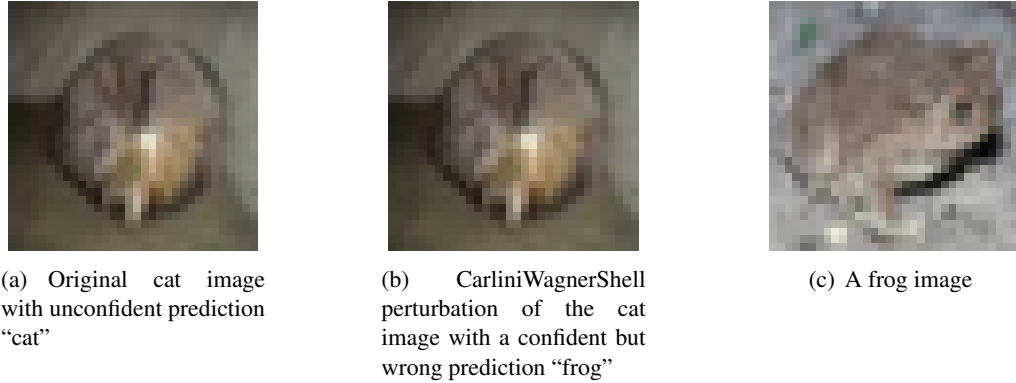 (a) Original cat image
with unconfident prediction
“cat”
(b) CarliniWagnerShell
perturbation of the cat
image with a confident but
wrong prediction “frog”
(c) A frog image